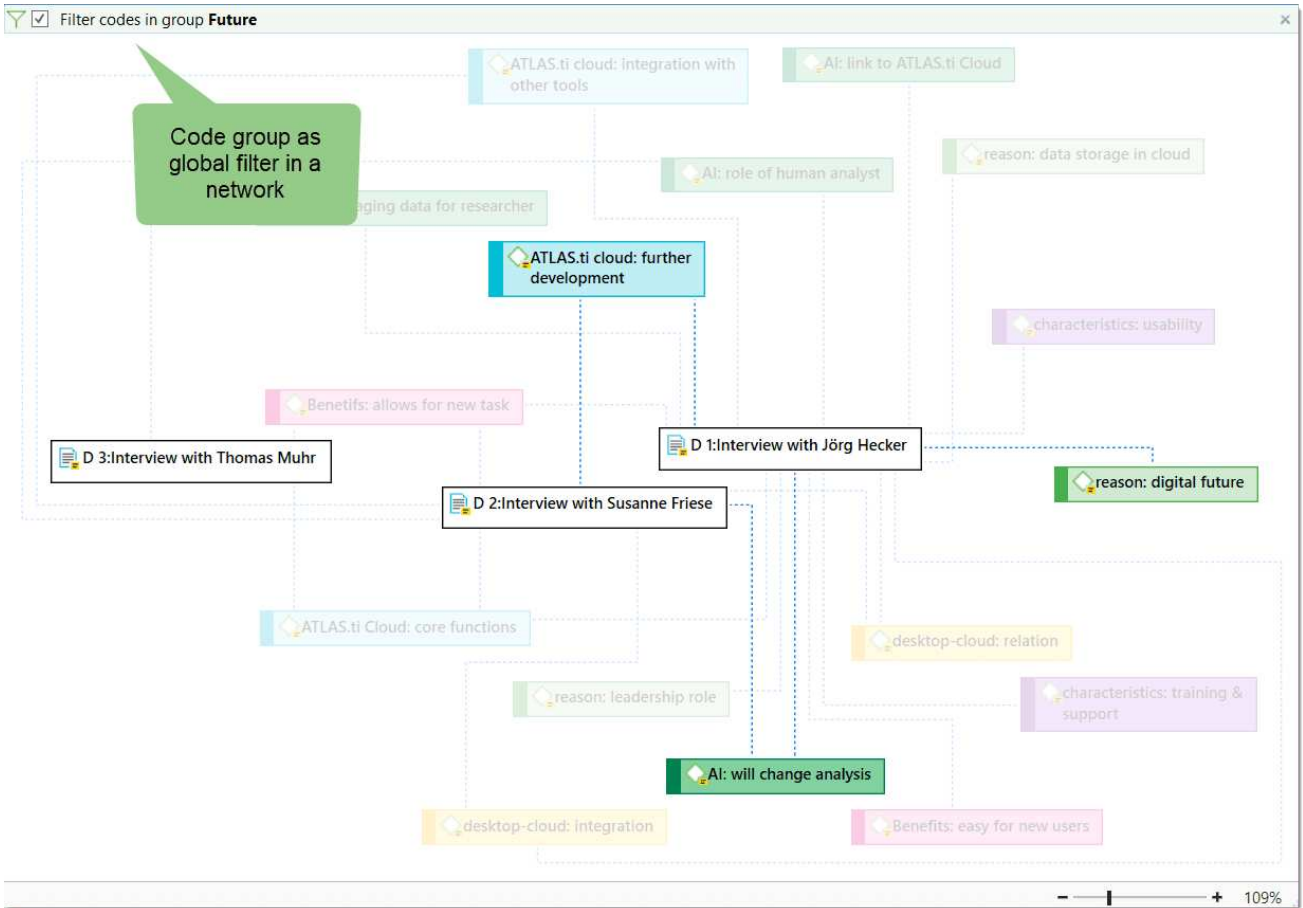 Filter codes in group Future
ATLAS.ti cloud: integration with
other tools
AI: link to ATLAS.ti Cloud
Code group as
global filter in a
network
reason: data storage in cloud
AI: role of human analyst
data for researcher
ATLAS.ti cloud: further
development
characteristics: usability
Benetifs: allows for new task
D 1:Interview with Jörg Hecker
D 3:Interview with Thomas Muhr
reason: digital future
D 2:Interview with Susanne Friese
ATLAS.ti Cloud: core functions
desktop-cloud: relation
reason: leadership role
characteristics: training &
support
AI: will change analysis
desktop-cloud: integration
Benefits: easy for new users
109%